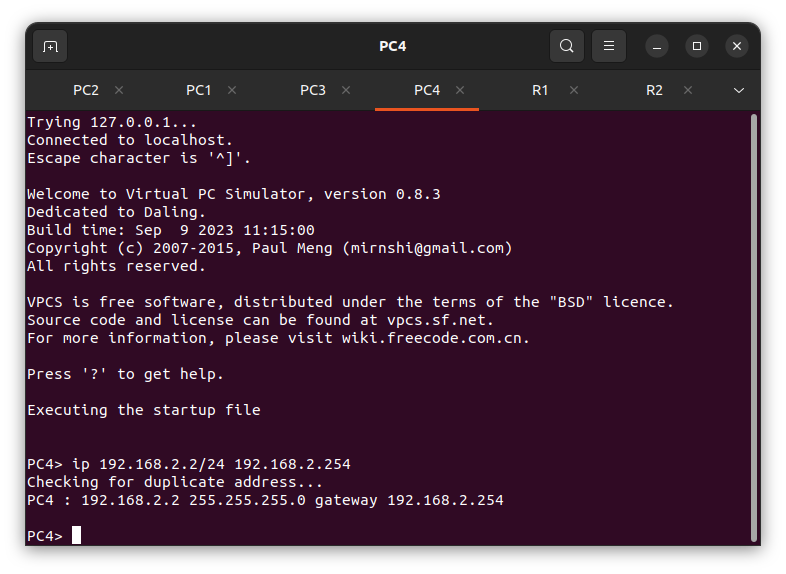 PC4
PC2 PC1 PC3 PC4 R1 R2
Trying 127.0.0.1...
Connected to localhost.
Escape character is '^]'.
Welcome to Virtual PC Simulator, version 0.8.3
Dedicated to Daling.
Build time: Sep  9 2023 11:15:00
Copyright (c) 2007-2015, Paul Meng (mirnshi@gmail.com)
All rights reserved.
VPCS is free software, distributed under the terms of the "BSD" licence.
Source code and license can be found at vpcs.sf.net.
For more information, please visit wiki.freecode.com.cn.
Press '?' to get help.
Executing the startup file
PC4> ip 192.168.2.2/24 192.168.2.254
Checking for duplicate address...
PC4 : 192.168.2.2 255.255.255.0 gateway 192.168.2.254
PC4>